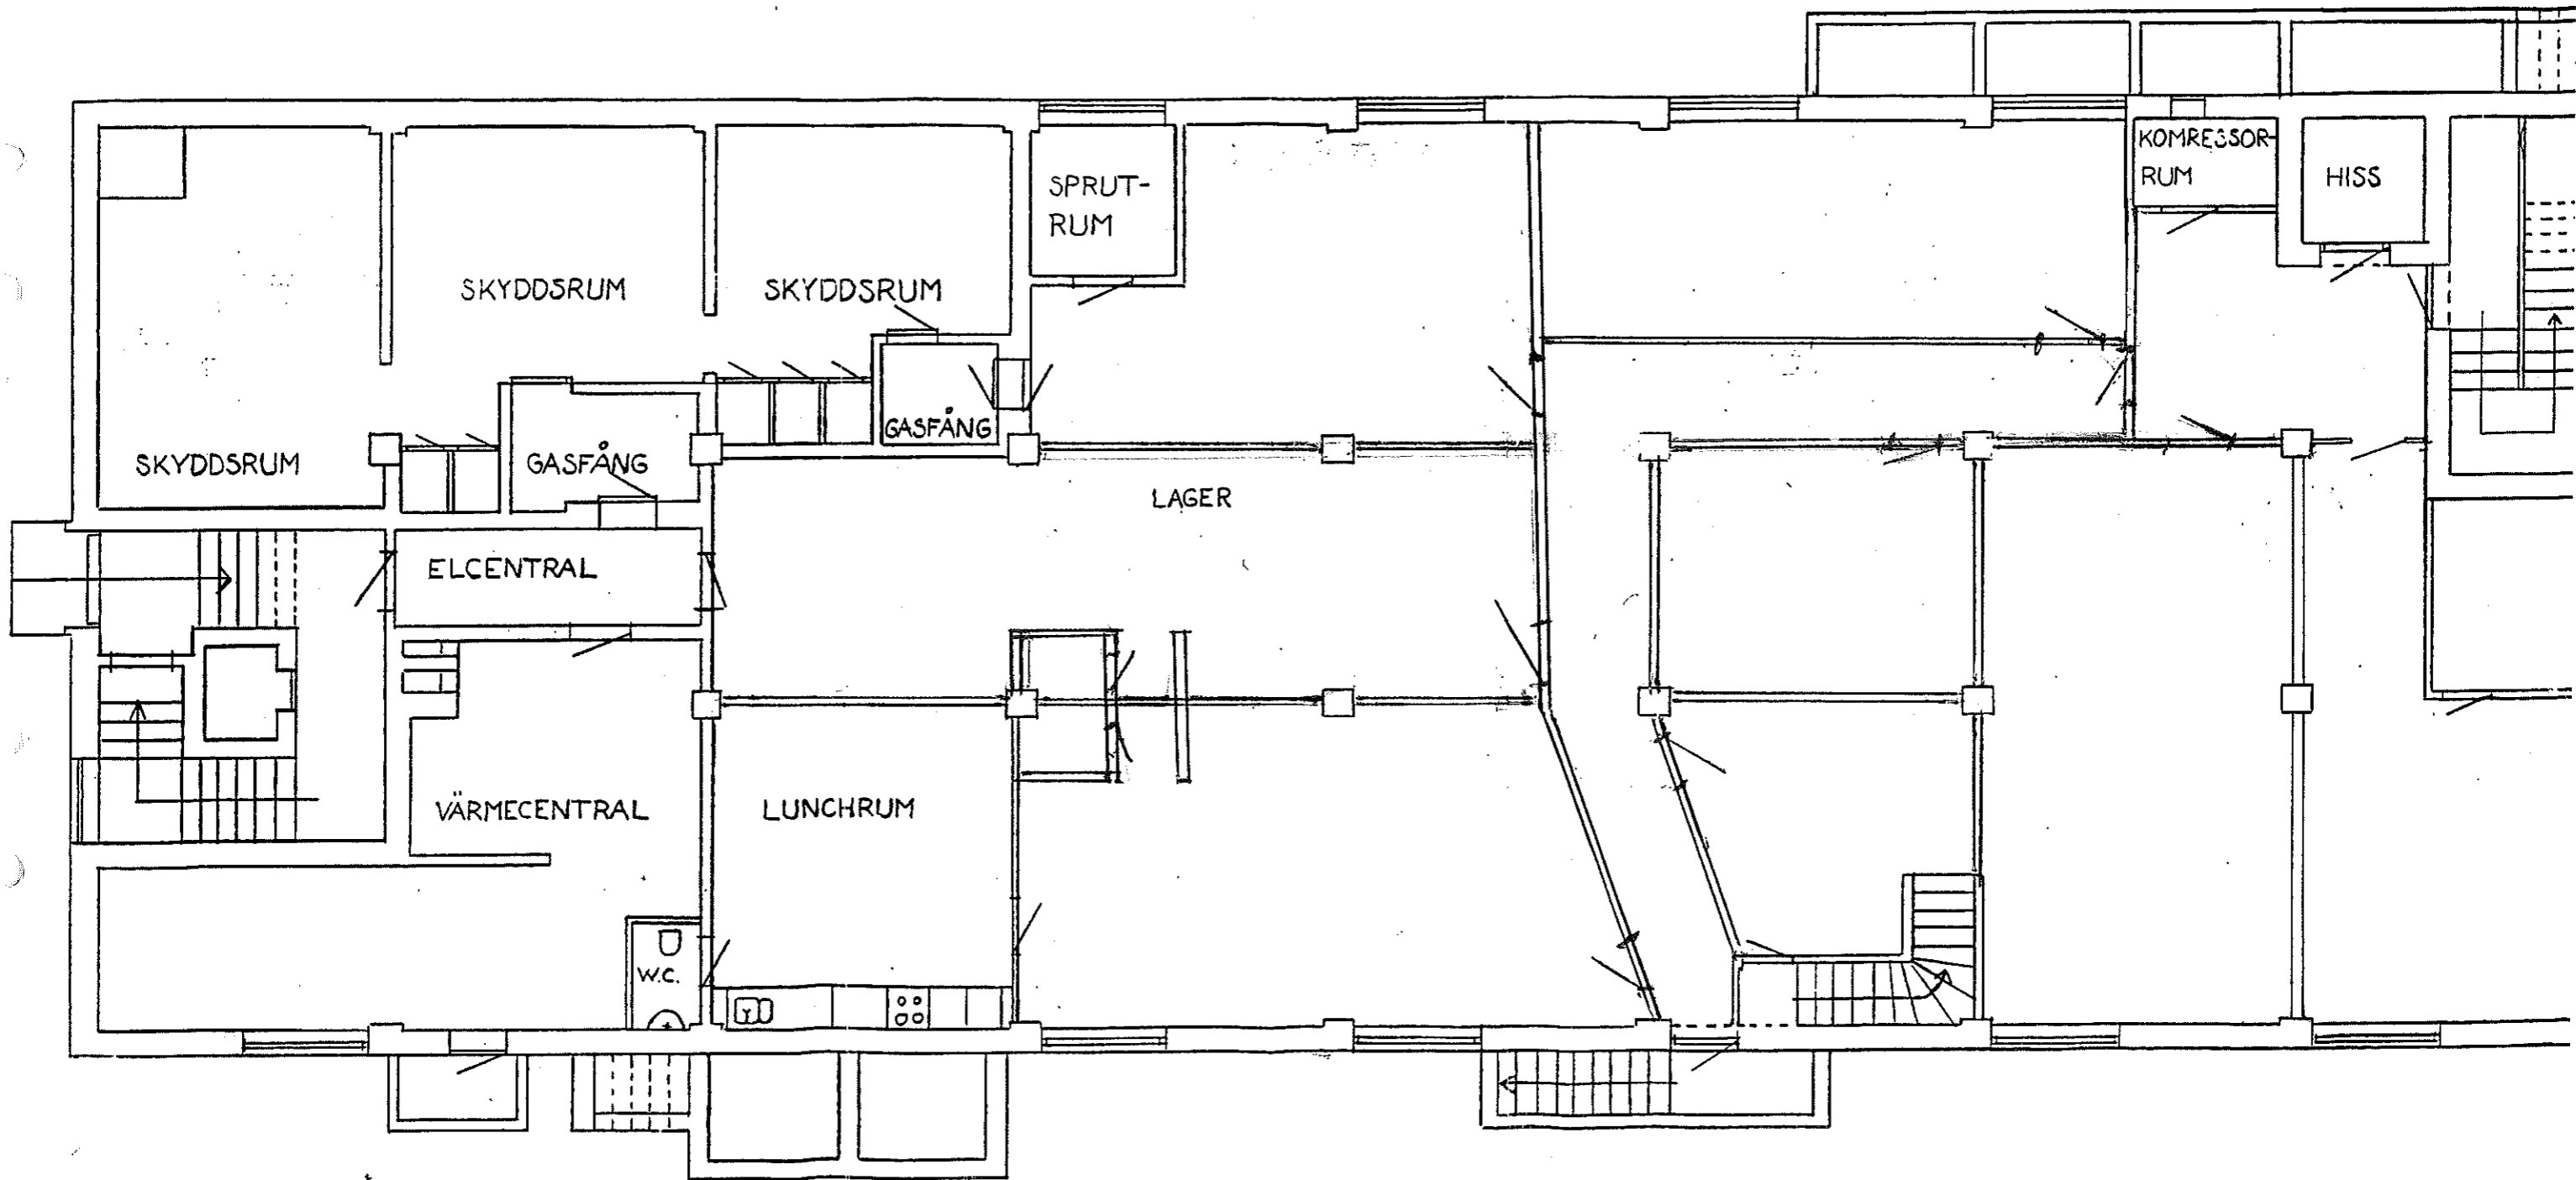 KOMRESSOR-
RUM
HISS
SPRUT-
RUM
SKYDDSRUM
SKYDDSRUM
GASFÅNG
SKYDDSRUM
GASFÅNG
LAGER
ELCENTRAL
VÄRMECENTRAL
LUNCHRUM
W.C.